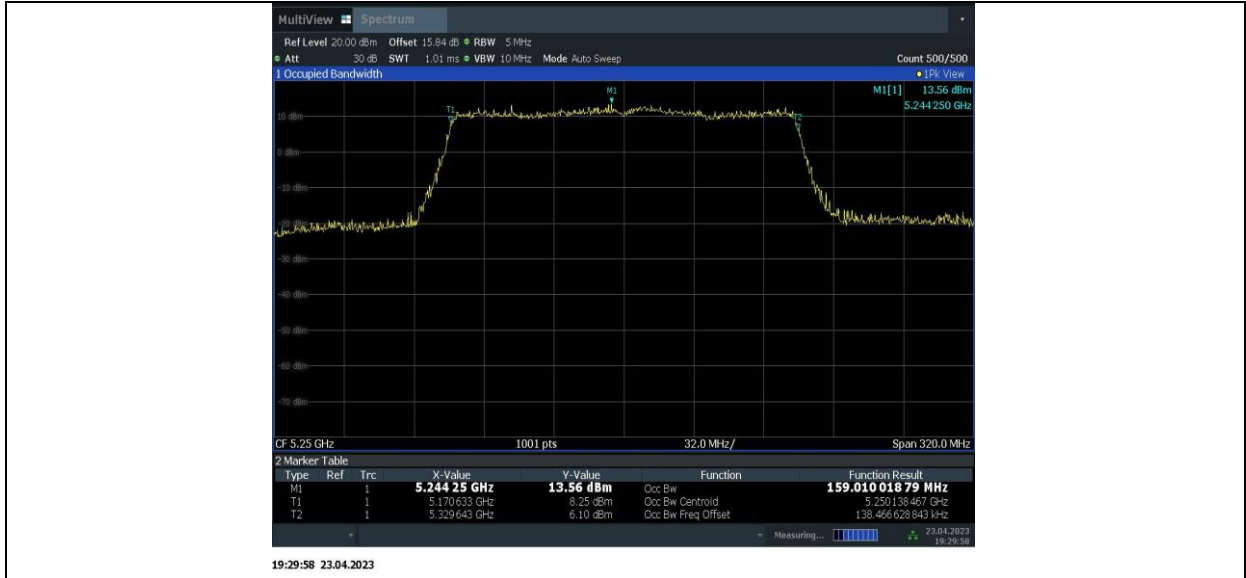 MultiView Spectrum
Ref Level 20.00 dBm Offset 15.84 dB RBW 5 MHz
Att 30 dB SWT 1.01 ms VBW 10 MHz Mode Auto Sweep Count 500/500
1 Occupied Bandwidth 1Pk View
M1[1] 13.56 dBm
5.244250 GHz
M1
T1
T2
10 dBm
0 dBm
-10 dBm
-20 dBm
-30 dBm
-40 dBm
-50 dBm
-60 dBm
-70 dBm
CF 5.25 GHz 1001 pts 32.0 MHz/ Span 320.0 MHz
2 Marker Table
Type Ref Trc X-Value Y-Value Function Function Result
M1 1 5.244 25 GHz 13.56 dBm Occ Bw 159.010 018 79 MHz
T1 1 5.170 633 GHz 8.25 dBm Occ Bw Centroid 5.250 138 467 GHz
T2 1 5.329 643 GHz 6.10 dBm Occ Bw Freq Offset 138.466 628 843 kHz
Measuring... 23.04.2023
19:29:58
19:29:58 23.04.2023